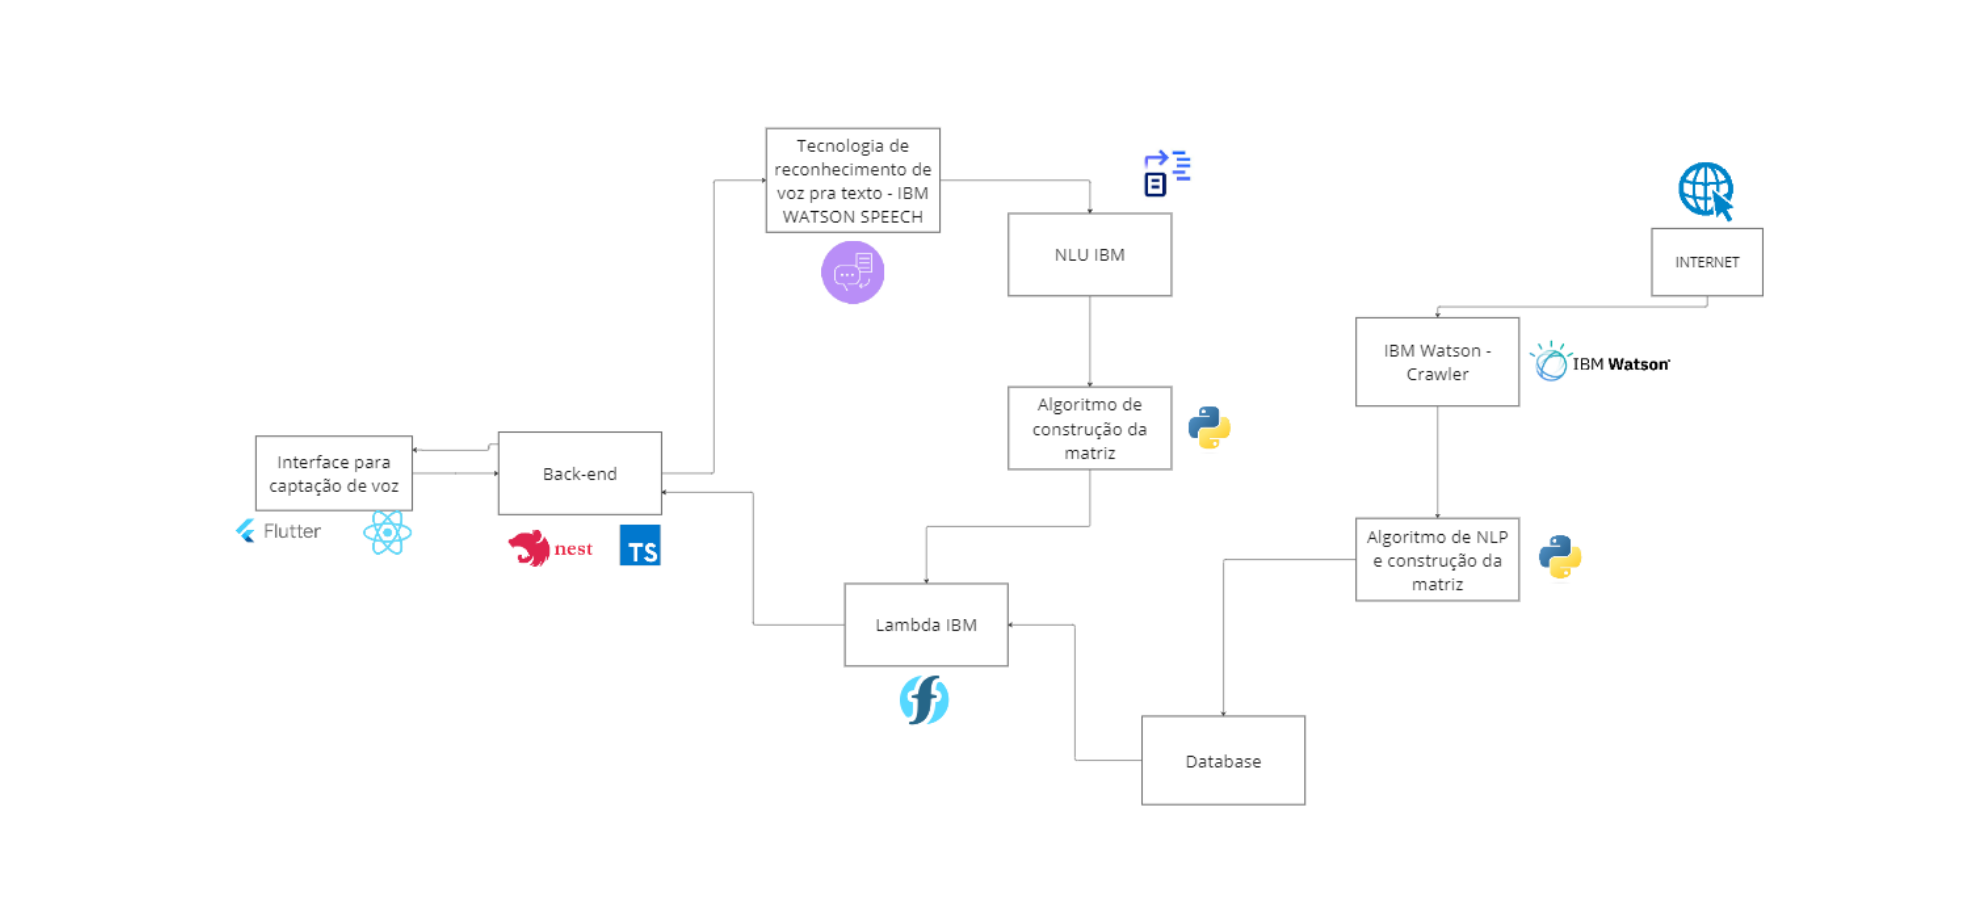 Tecnologia de
reconhecimento de
voz pra texto - IBM
WATSON SPEECH
NLU IBM
INTERNET
IBM Watson -
Crawler
IBM Watson
Algoritmo de
construção da
matriz
Interface para
captação de voz
Back-end
Flutter
nest
TS
Algoritmo de NLP
e construção da
matriz
Lambda IBM
f
Database